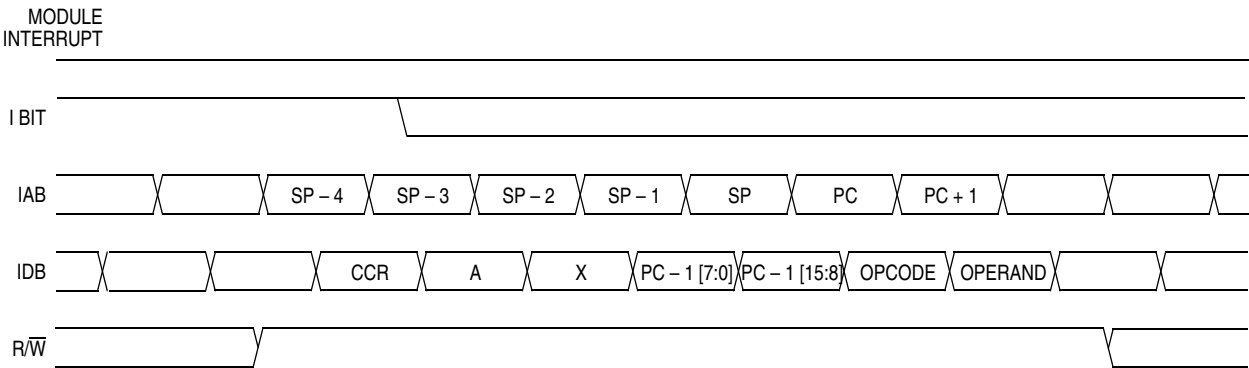 MODULE
INTERRUPT
I BIT
IAB SP – 4 SP – 3 SP – 2 SP – 1 SP PC PC + 1
IDB CCR A X PC – 1 [7:0] PC – 1 [15:8] OPCODE OPERAND
R/W̅